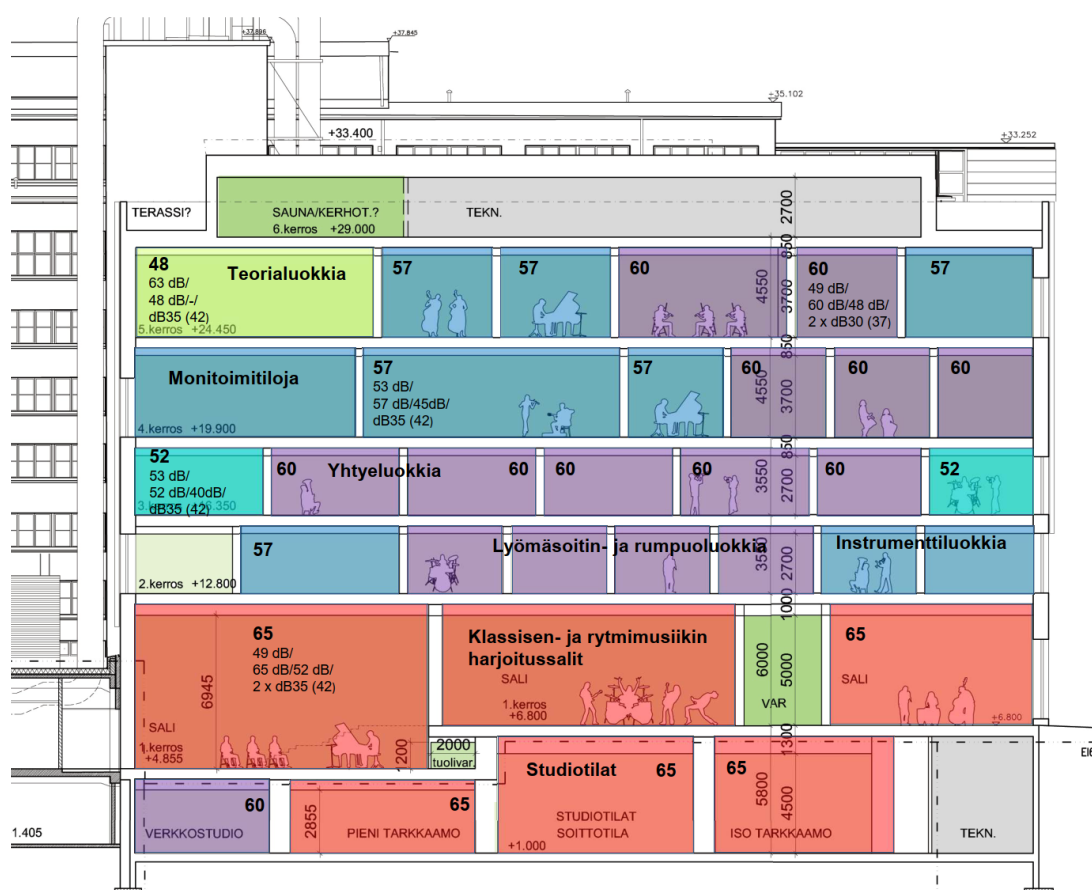 +37.896
+37.845
+35.102
+33.400
+33.252
TERASSI?
SAUNA/KERHOT.?
6.kerros +29.000
TEKN.
2700
850
48
63 dB/
48 dB/-/
dB35 (42)
5.kerros +24.450
Teorialuokkia
57
57
60
4550
3700
60
49 dB/
60 dB/48 dB/
2 x dB30 (37)
57
850
Monitoimitiloja
4.kerros +19.900
57
53 dB/
57 dB/45dB/
dB35 (42)
57
60
4550
3700
60
60
850
52
53 dB/
52 dB/40dB/
dB35 (42)
60
Yhtyeluokkia
60
60
60
3550
2700
60
52
2.kerros +12.800
57
Lyömäsoitin- ja rumpuoluokkia
3550
2700
Instrumenttiluokkia
1000
65
49 dB/
65 dB/52 dB/
2 x dB35 (42)
6945
SALI
1.kerros
+4.855
1200
2000
tuolivar.
Klassisen- ja rytmimusiikin
harjoitussalit
SALI
1.kerros
+6.800
6000
5000
VAR
65
SALI
+6.800
1300
EI6
60
VERKKOSTUDIO
2855
65
PIENI TARKKAAMO
Studiotilat
65
STUDIOTILAT
SOITTOTILA
+1.000
65
5800
4500
ISO TARKKAAMO
TEKN.
1.405